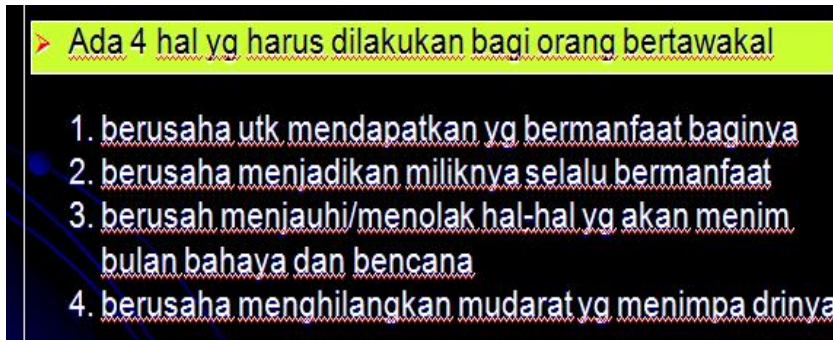 Ada 4 hal yg harus dilakukan bagi orang bertawakal
1. berusaha utk mendapatkan yg bermanfaat baginya
2. berusaha menjadikan miliknya selalu bermanfaat
3. berusah menjauhi/menolak hal-hal yg akan menim
bulan bahaya dan bencana
4. berusaha menghilangkan mudarat yg menimpa drinya